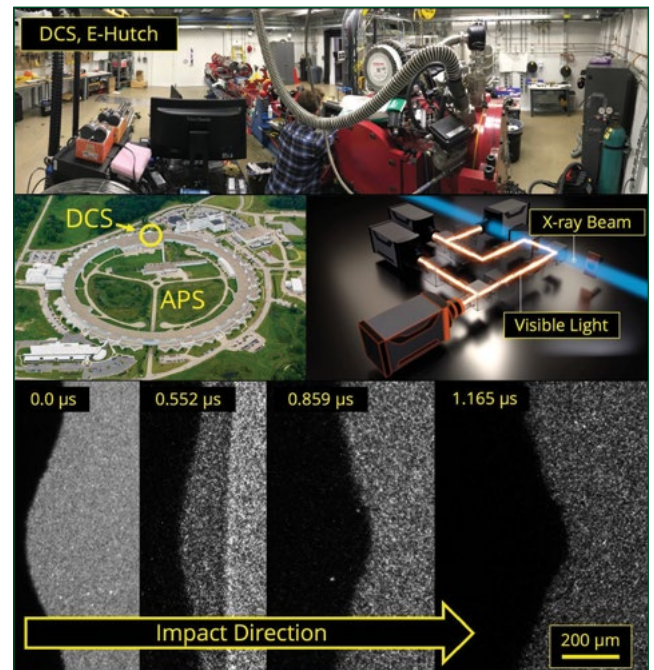 DCS, E-Hutch
DCS
APS
X-ray Beam
Visible Light
0.0 µs
0.552 µs
0.859 µs
1.165 µs
Impact Direction
200 µm